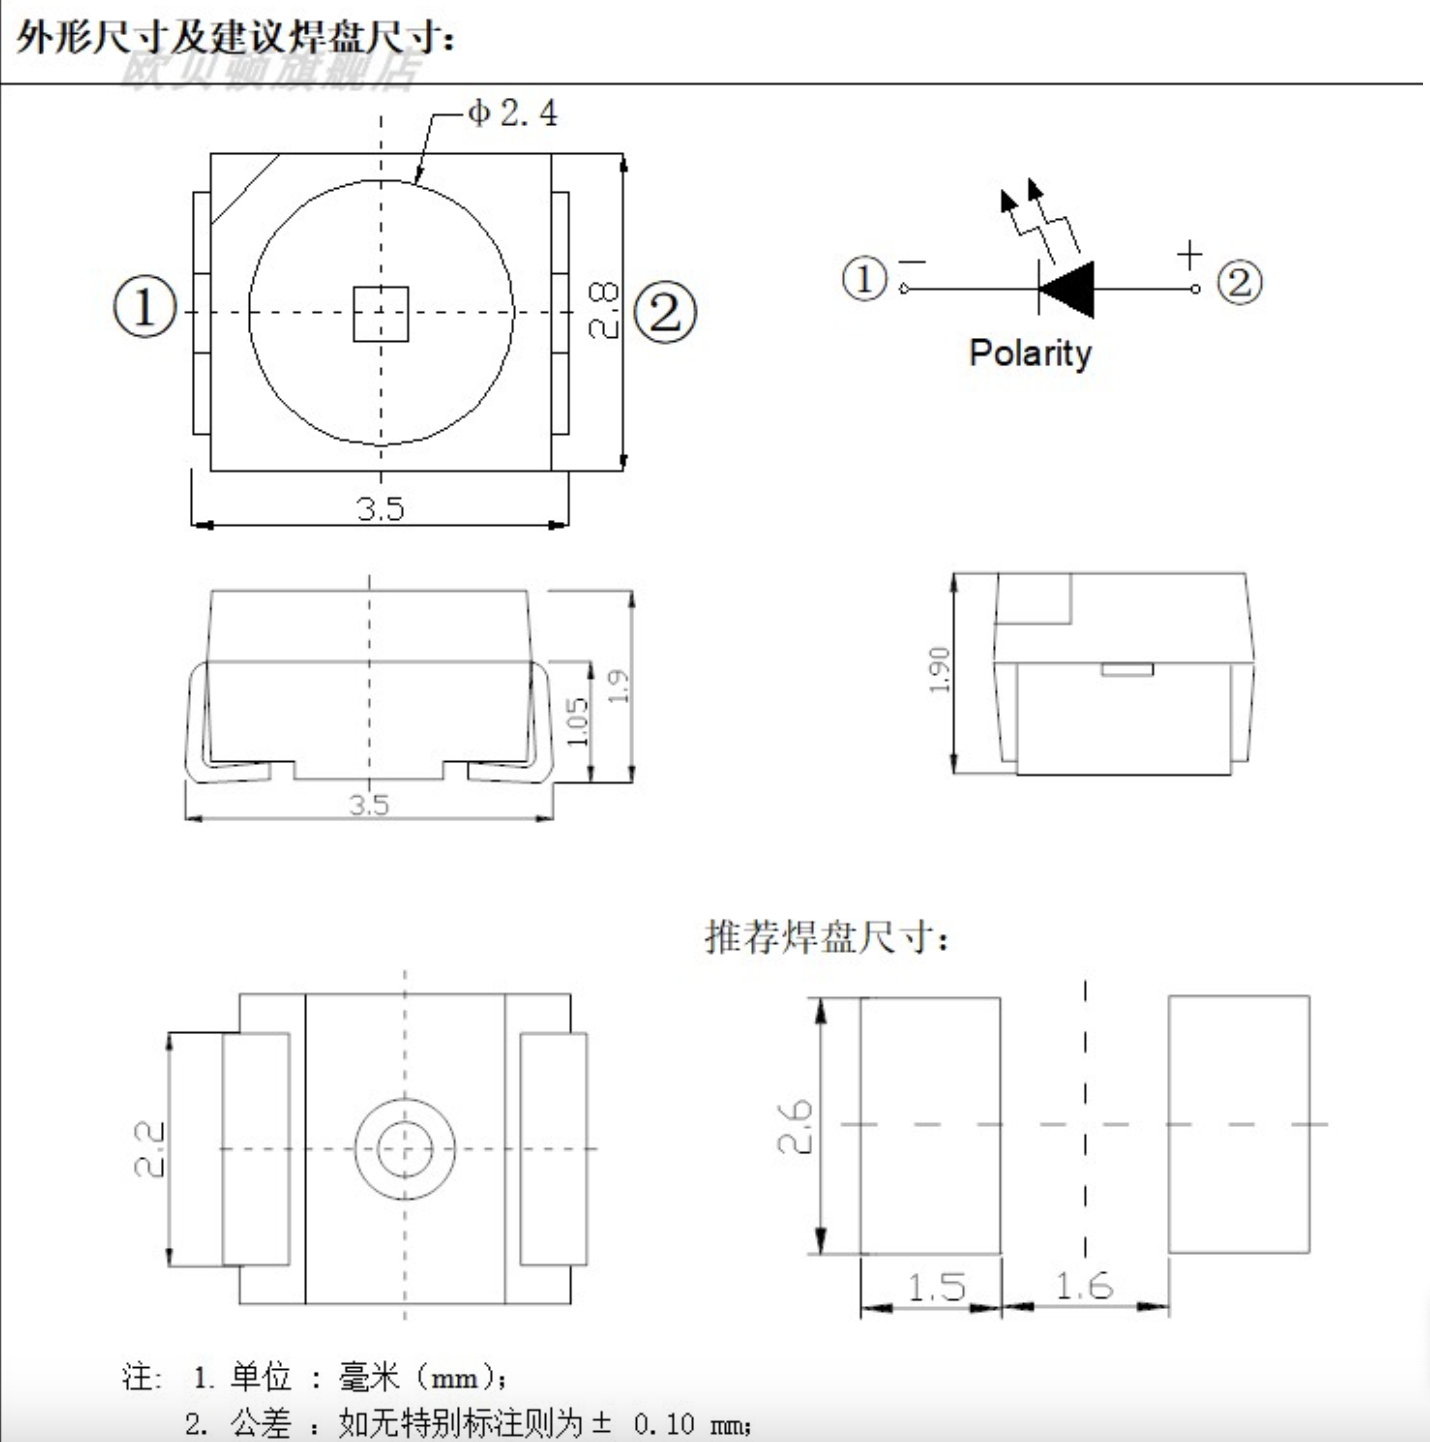 外形尺寸及建议焊盘尺寸：
欧贝顿旗舰店
ф2.4
① ②
2.8
3.5
① − + ②
Polarity
1.05
1.9
3.5
1.90
推荐焊盘尺寸：
2.2
2.6
1.5 1.6
注: 1. 单位 ：毫米（mm）；
2. 公差 ：如无特别标注则为± 0.10 mm；